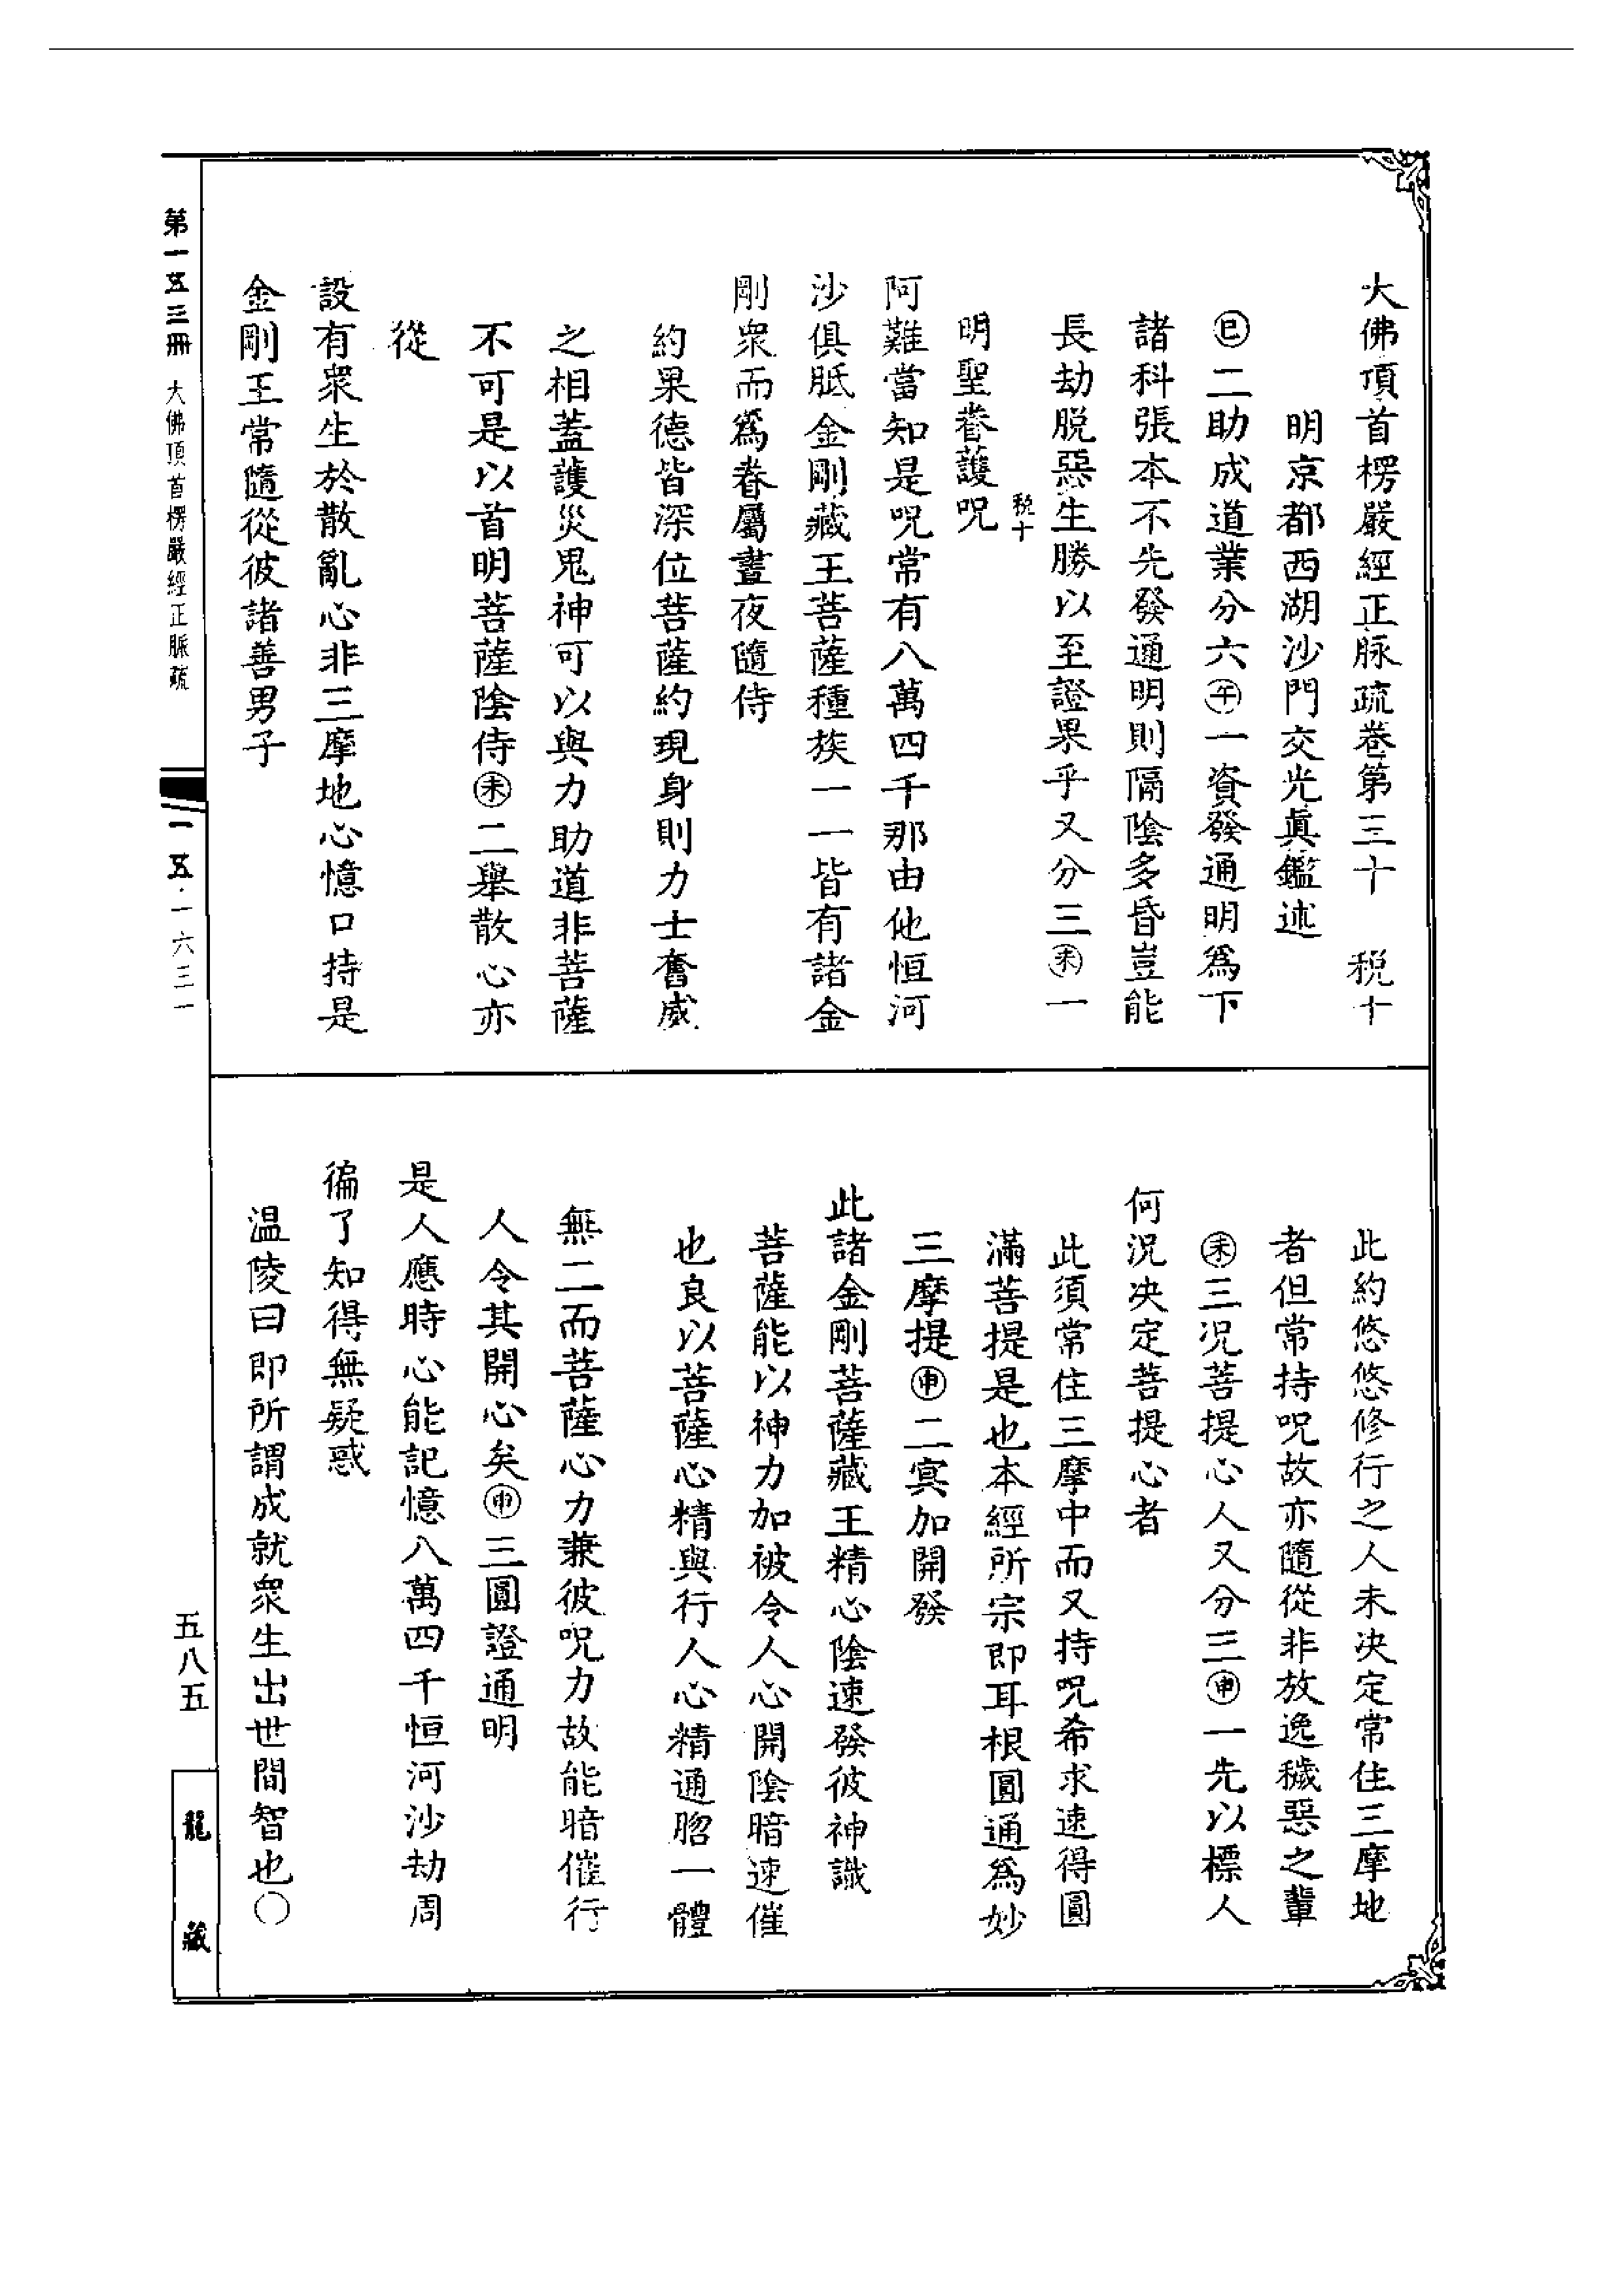 大佛頂首楞嚴經正脉疏卷第三十　税十
明京都西湖沙門交光眞鑑述
㊀二助成道業分六㊀一資發通明爲下
諸科張本不先發通明則隔陰多昏豈能
長劫脱惡生勝以至證果乎又分三㊀一
税十
明聖眷護呪
阿難當知是呪常有八萬四千那由他恒河
沙俱胝金剛藏王菩薩種族一一皆有諸金
剛衆而爲眷屬晝夜隨侍
約果德皆深位菩薩約現身則力士奮威
之相蓋護災鬼神可以與力助道非菩薩
不可是以首明菩薩陰侍㊀二舉散心亦
從
設有衆生於散亂心非三摩地心憶口持是
金剛王常隨從彼諸善男子
此約悠悠修行之人未决定常住三摩地
者但常持呪故亦隨從非放逸穢惡之輩
㊀三况菩提心人又分三㊀一先以標人
何況决定菩提心者
此須常住三摩中而又持呪希求速得圓
滿菩提是也本經所宗即耳根圓通爲妙
三摩提㊀二冥加開發
此諸金剛菩薩藏王精心陰速發彼神識
菩薩能以神力加被令人心開陰暗速催
也良以菩薩心精與行人心精通㳷一體
無二而菩薩心力兼彼呪力故能暗催行
人令其開心矣㊀三圓證通明
是人應時心能記憶八萬四千恒河沙劫周
徧了知得無疑惑
温陵曰即所謂成就衆生出世間智也〇
第一五三冊　大佛頂首楞嚴經正脈疏
一五·一六三一
五八五
龍藏